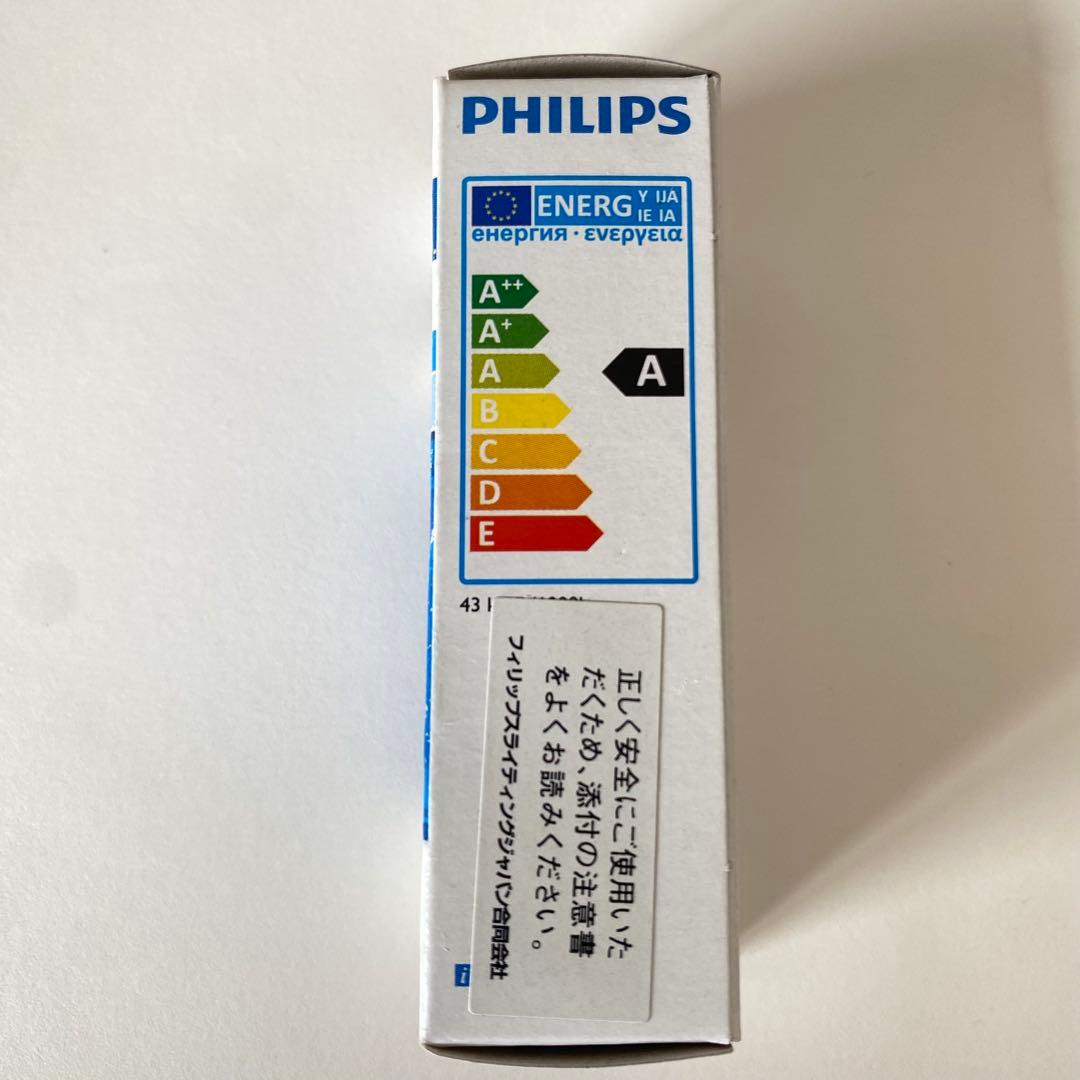 PHILIPS
ENERG Y IJA
IE IA
енергия · ενεργεια
A++
A+
A
A
B
C
D
E
43
正しく安全にご使用いた
だくため、添付の注意書
をよくお読みください。
フィリップスライティングジャパン合同会社